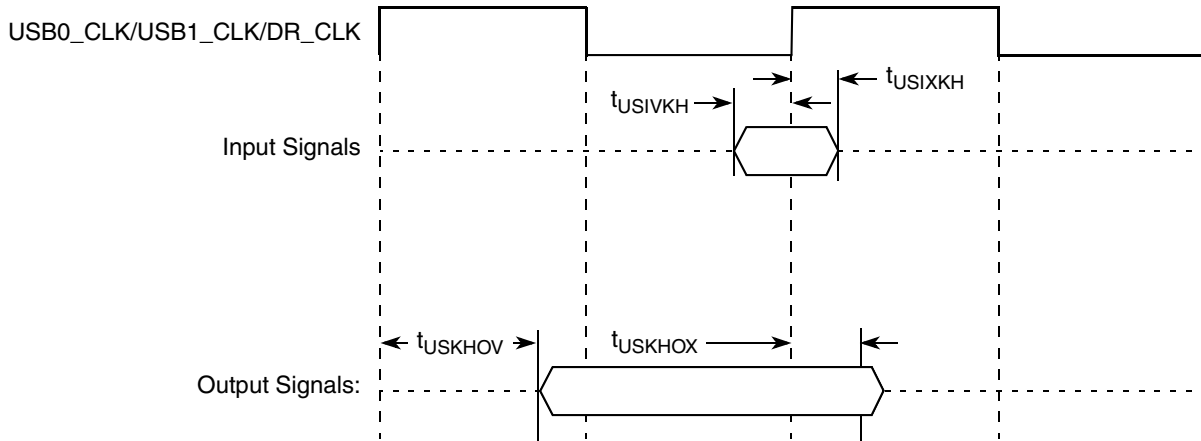 USB0_CLK/USB1_CLK/DR_CLK
tUSIXKH
tUSIVKH
Input Signals
tUSKHOV
tUSKHOX
Output Signals: